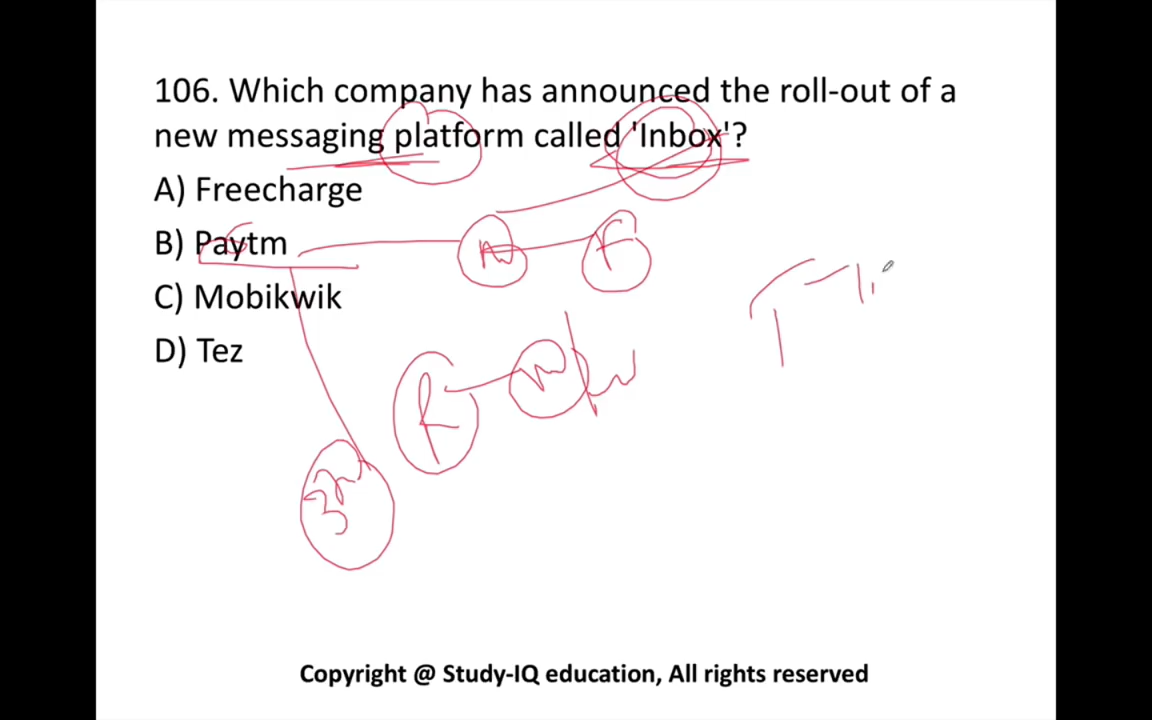 106. Which company has announced the roll-out of a
new messaging platform called 'Inbox'?
A) Freecharge
B) Paytm
C) Mobikwik
D) Tez
Copyright @ Study-IQ education, All rights reserved